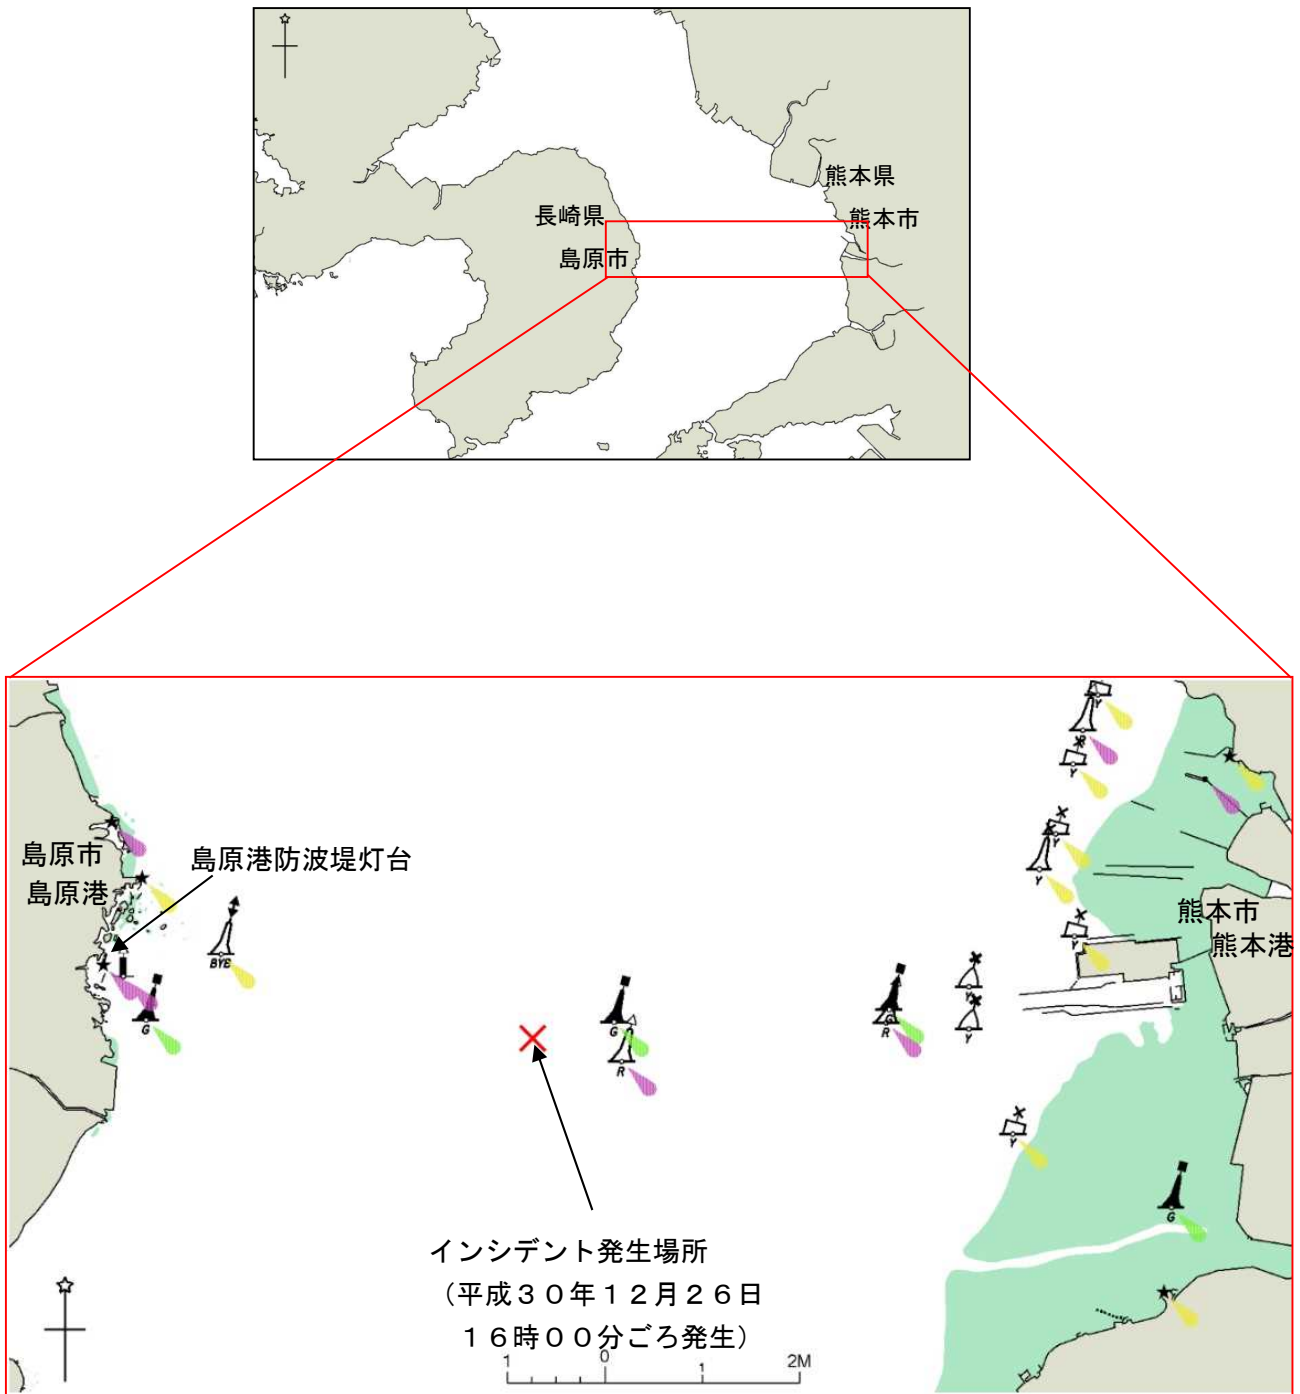 熊本県
長崎県
熊本市
島原市
Y
R
Y
Y
Y
島原市
島原港防波堤灯台
島原港
熊本市
熊本港
Y
BYE
Y
G
G
G
R
Y
R
Y
G
インシデント発生場所
（平成３０年１２月２６日
１６時００分ごろ発生）
1 0 1 2M